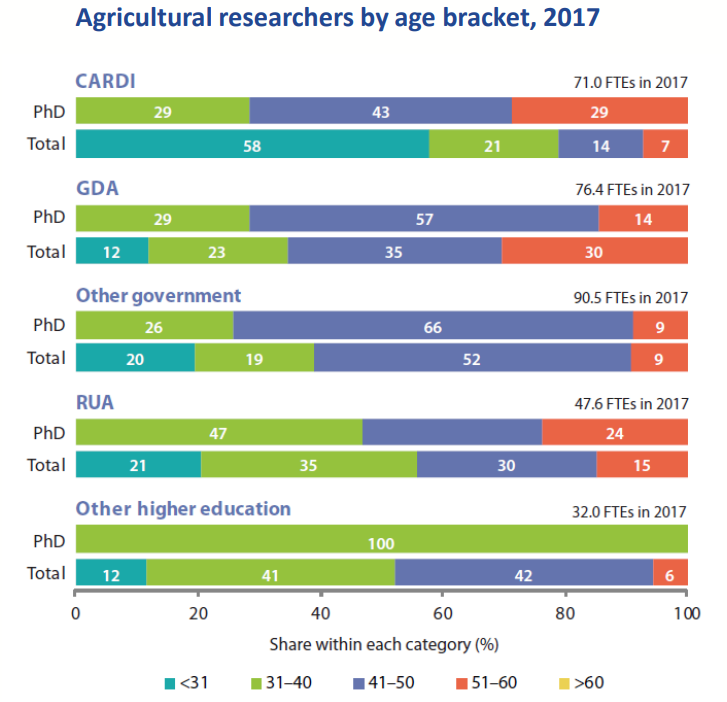 Agricultural researchers by age bracket, 2017
CARDI 71.0 FTEs in 2017
PhD 29 43 29
Total 58 21 14 7
GDA 76.4 FTEs in 2017
PhD 29 57 14
Total 12 23 35 30
Other government 90.5 FTEs in 2017
PhD 26 66 9
Total 20 19 52 9
RUA 47.6 FTEs in 2017
PhD 47 24
Total 21 35 30 15
Other higher education 32.0 FTEs in 2017
PhD 100
Total 12 41 42 6
0 20 40 60 80 100
Share within each category (%)
<31 31–40 41–50 51–60 >60